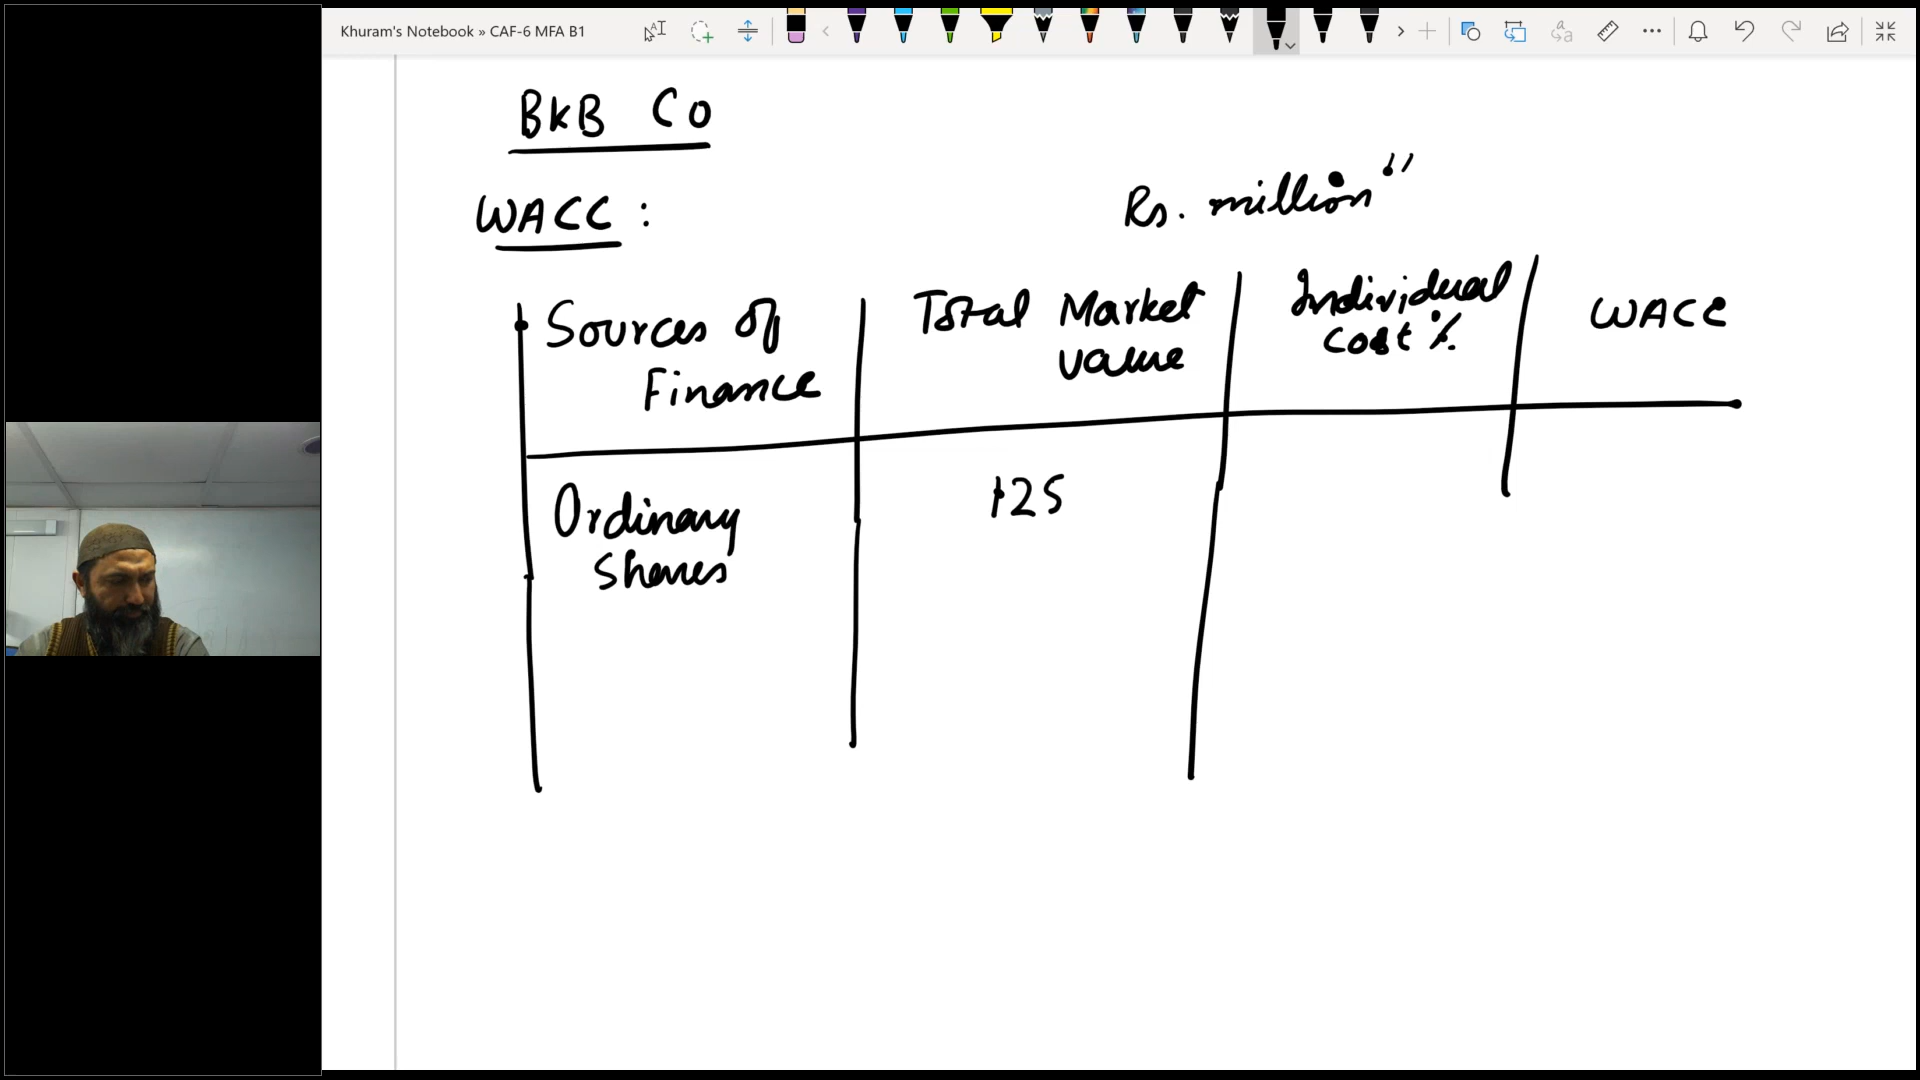 Khuram's Notebook » CAF-6 MFA B1
BKB Co
WACC :
Rs. million"
Sources of Finance
Total Market value
Individual cost %
WACC
Ordinary shares
125